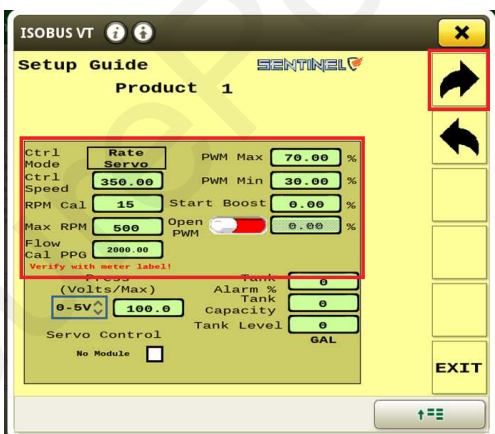 ISOBUS VT
Setup Guide SENTINEL
Product 1
Ctrl Mode Rate Servo PWM Max 70.00 %
Ctrl Speed 350.00 PWM Min 30.00 %
RPM Cal 15 Start Boost 0.00 %
Max RPM 500 Open PWM 0.00 %
Flow Cal PPG 2000.00
Verify with meter label!
Press (Volts/Max) Tank Alarm % 0
0-5V 100.0 Tank Capacity 0
Servo Control Tank Level 0
GAL
No Module
EXIT